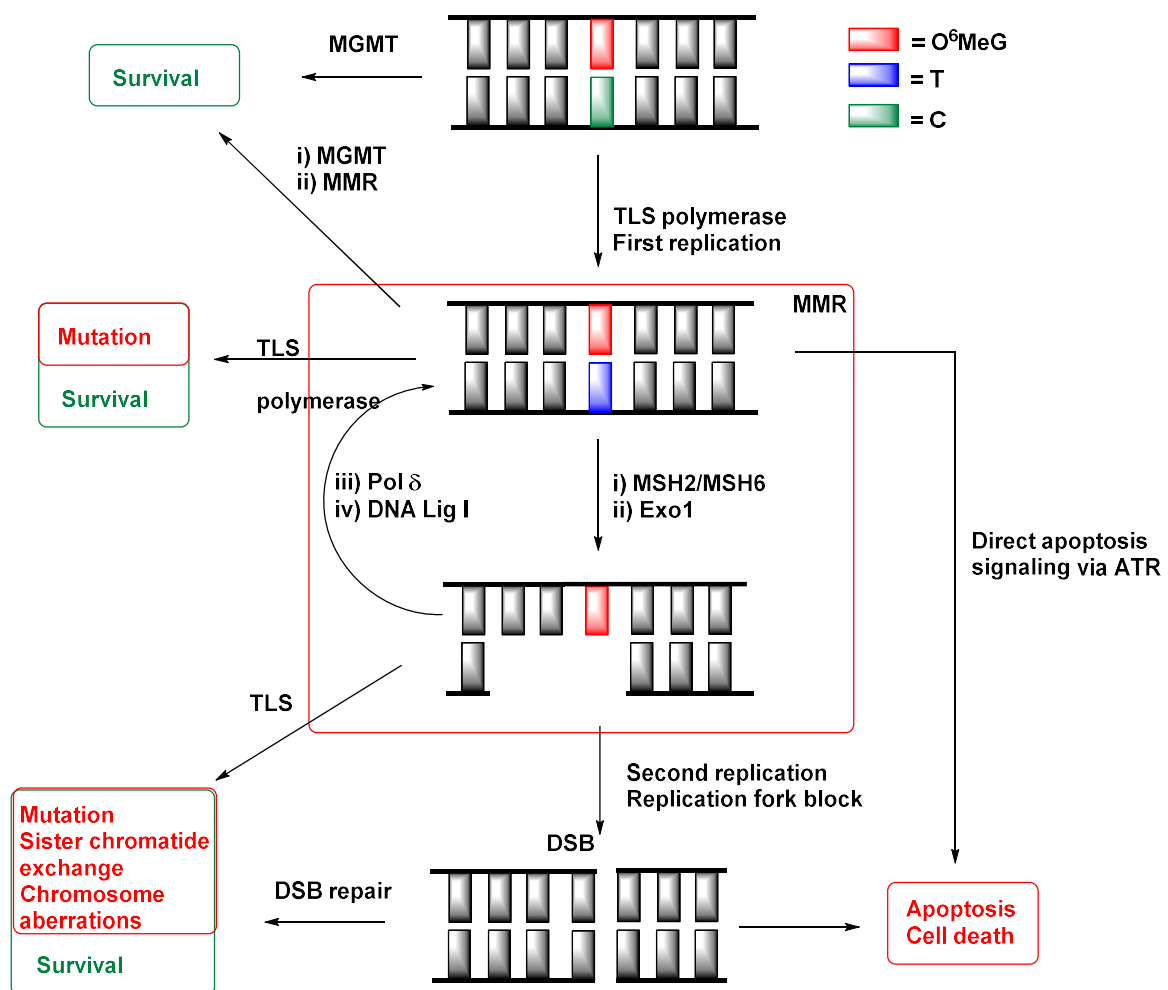 MGMT
Survival
= O⁶MeG
= T
= C
i) MGMT
ii) MMR
TLS polymerase
First replication
MMR
Mutation
Survival
TLS
polymerase
iii) Pol δ
iv) DNA Lig I
i) MSH2/MSH6
ii) Exo1
Direct apoptosis
signaling via ATR
TLS
Second replication
Replication fork block
Mutation
Sister chromatide
exchange
Chromosome
aberrations
Survival
DSB
DSB repair
Apoptosis
Cell death